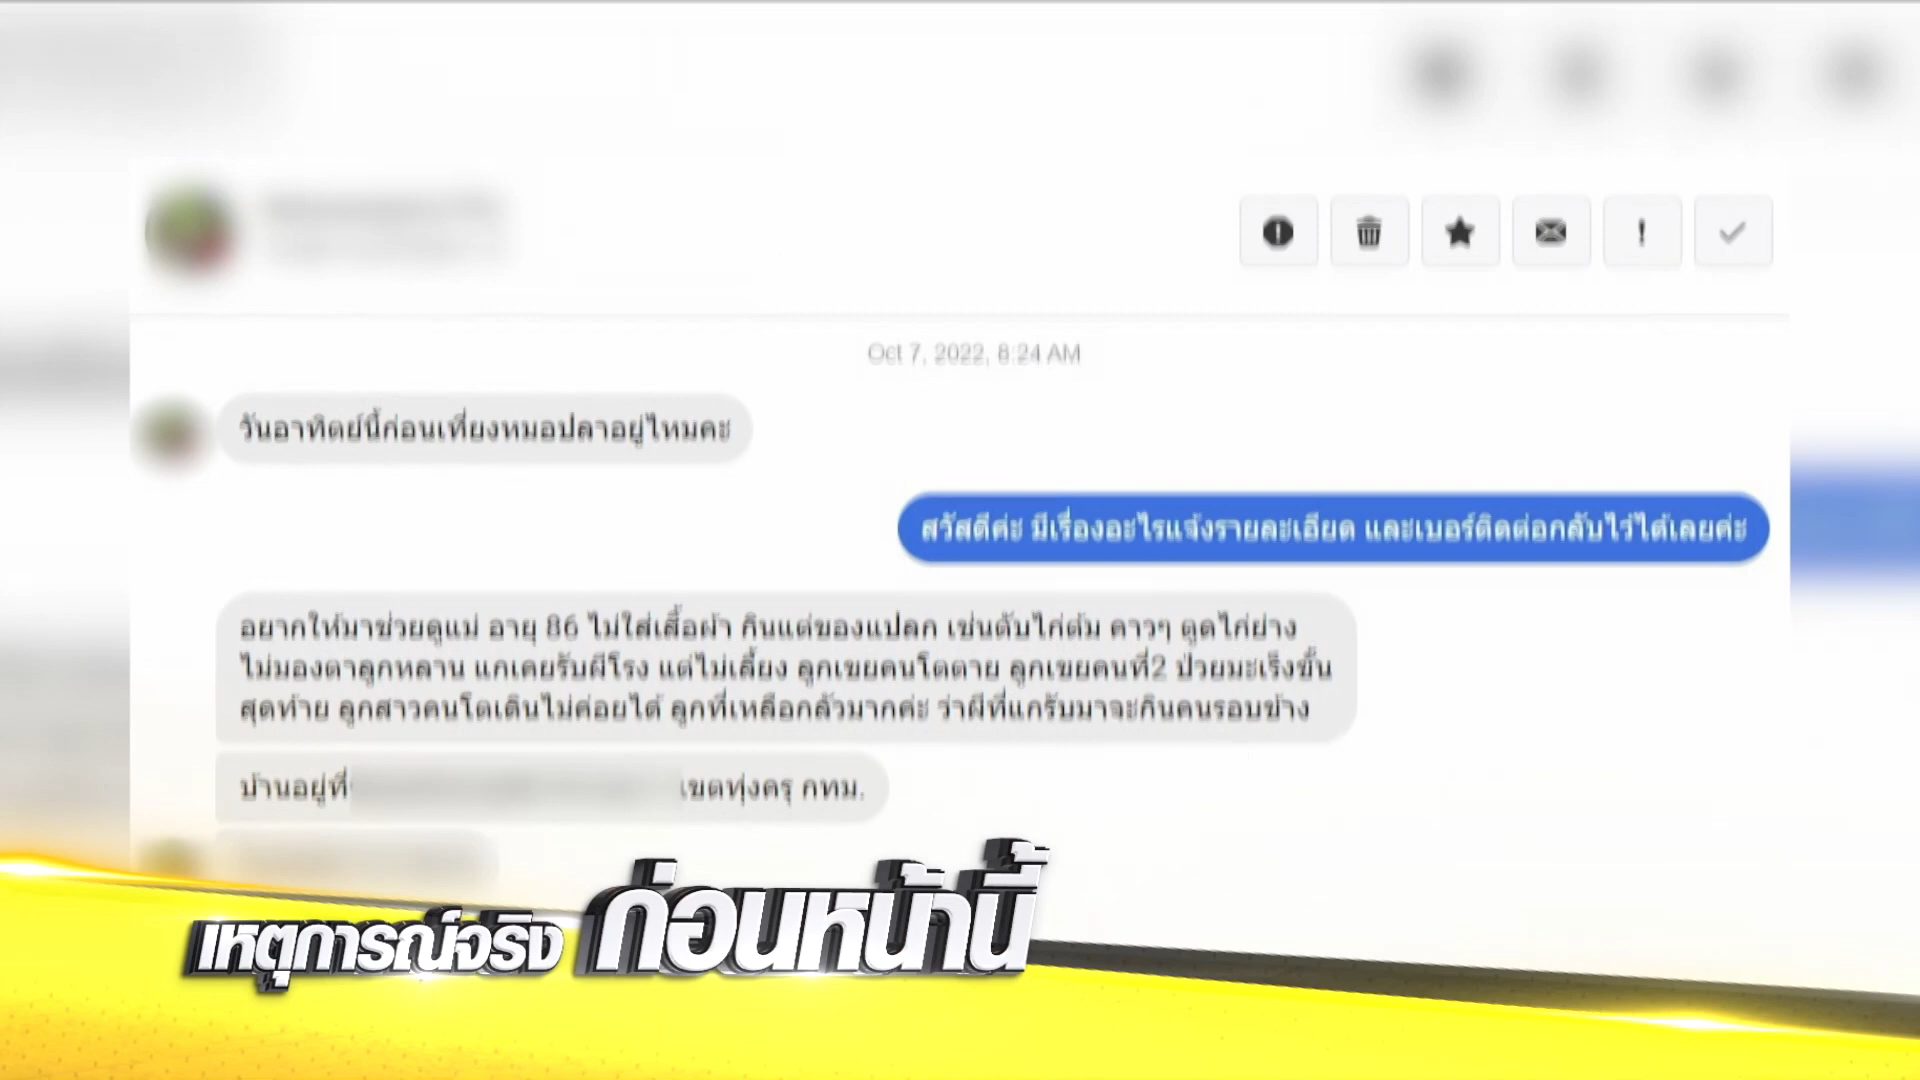 Oct 7, 2022, 8:24 AM
วันอาทิตย์นี้ก่อนเที่ยงหมอปลาอยู่ไหมคะ
สวัสดีค่ะ มีเรื่องอะไรแจ้งรายละเอียด และเบอร์ติดต่อกลับไว้ได้เลยค่ะ
อยากให้มาช่วยดูแม่ อายุ 86 ไม่ใส่เสื้อผ้า กินแต่ของแปลก เช่นตับไก่ต้ม คาวๆ ตูดไก่ย่าง
ไม่มองตาลูกหลาน แกเคยรับผีโรง แต่ไม่เลี้ยง ลูกเขยคนโตตาย ลูกเขยคนที่2 ป่วยมะเร็งขั้น
สุดท้าย ลูกสาวคนโตเดินไม่ค่อยได้ ลูกที่เหลือกลัวมากค่ะ ว่าผีที่แกรับมาจะกินคนรอบข้าง
บ้านอยู่ที่ เขตทุ่งครุ กทม.
เหตุการณ์จริง ก่อนหน้านี้